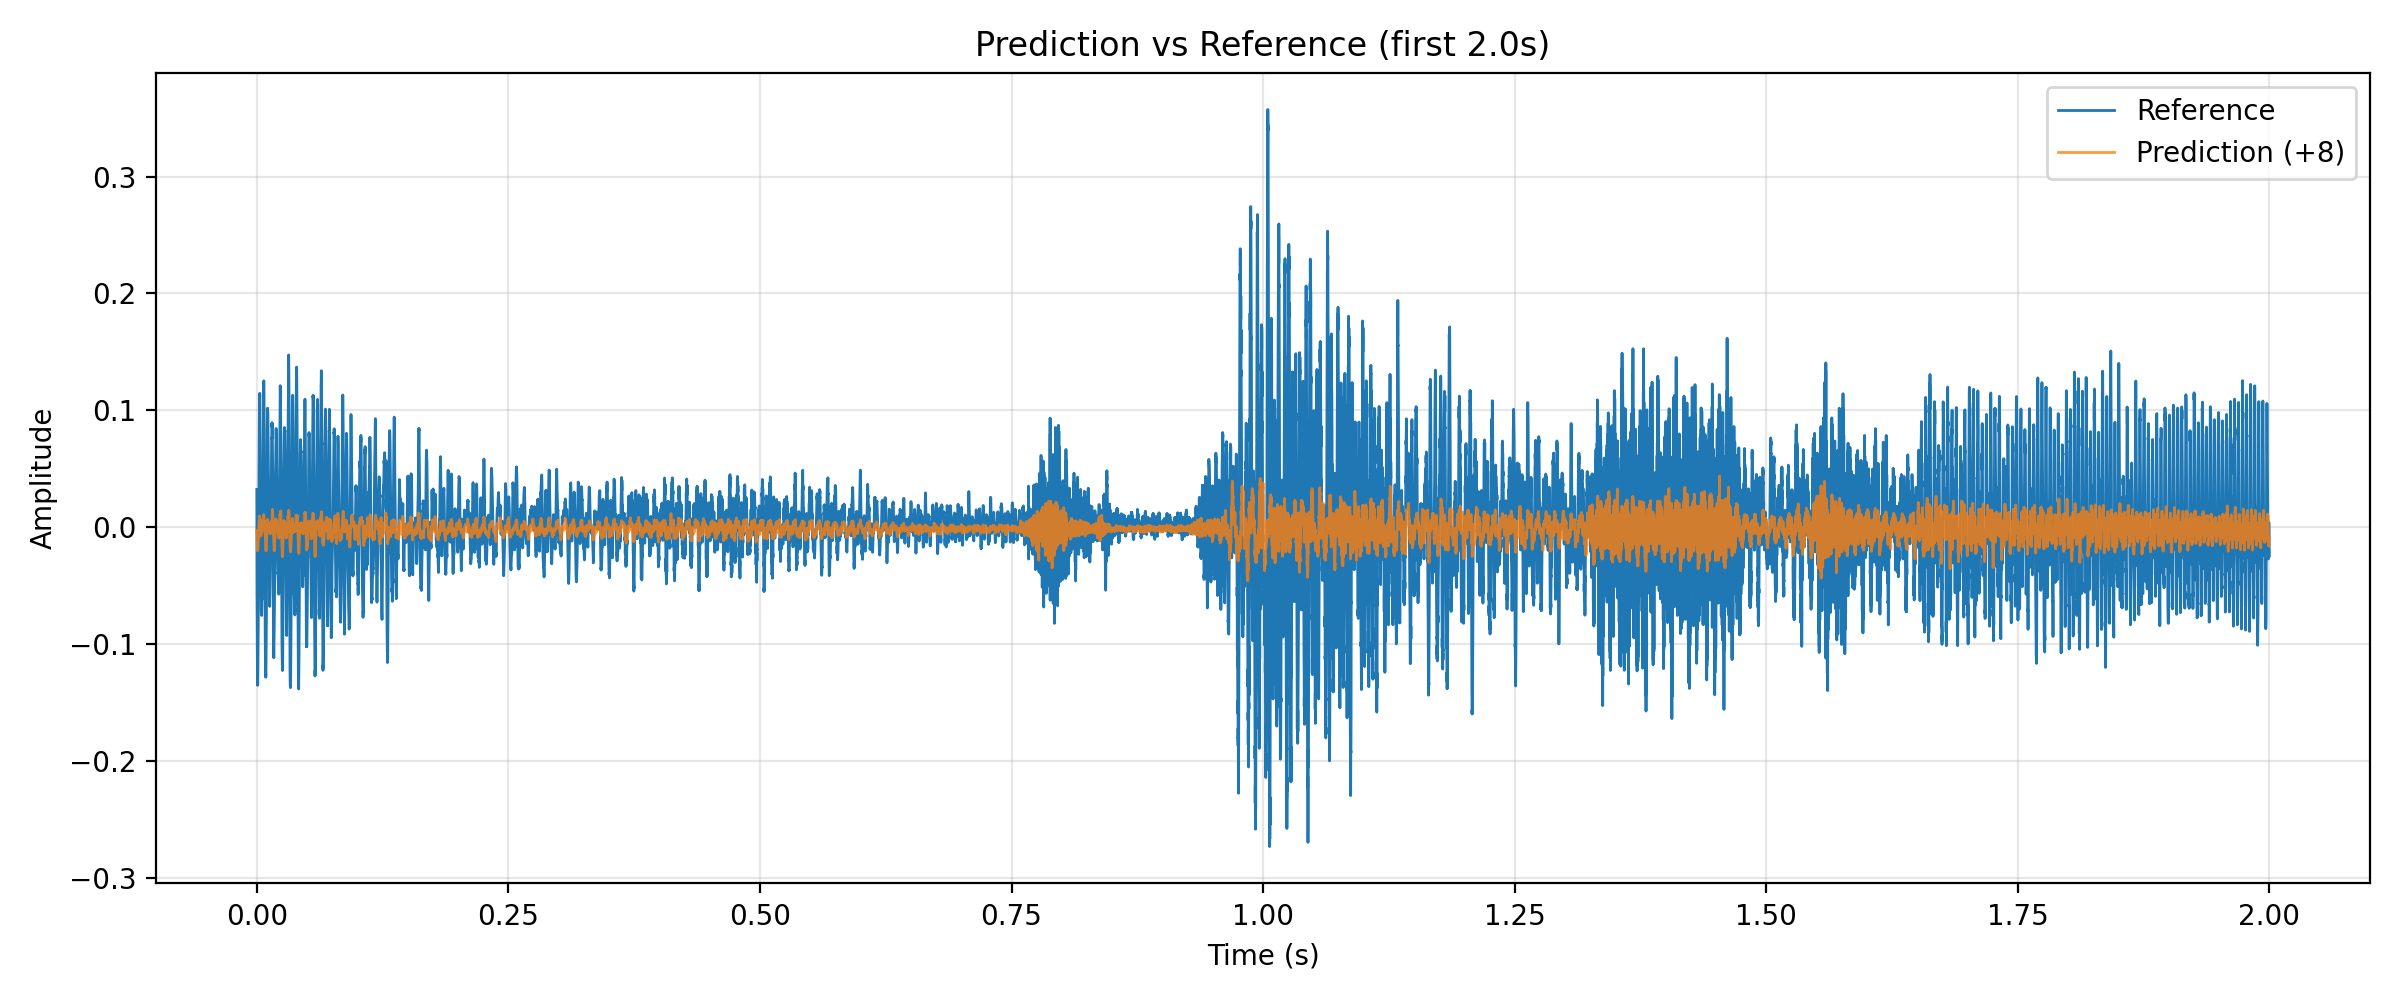 Prediction vs Reference (first 2.0s)
Reference
Prediction (+8)
Amplitude
0.3
0.2
0.1
0.0
−0.1
−0.2
−0.3
0.00 0.25 0.50 0.75 1.00 1.25 1.50 1.75 2.00
Time (s)